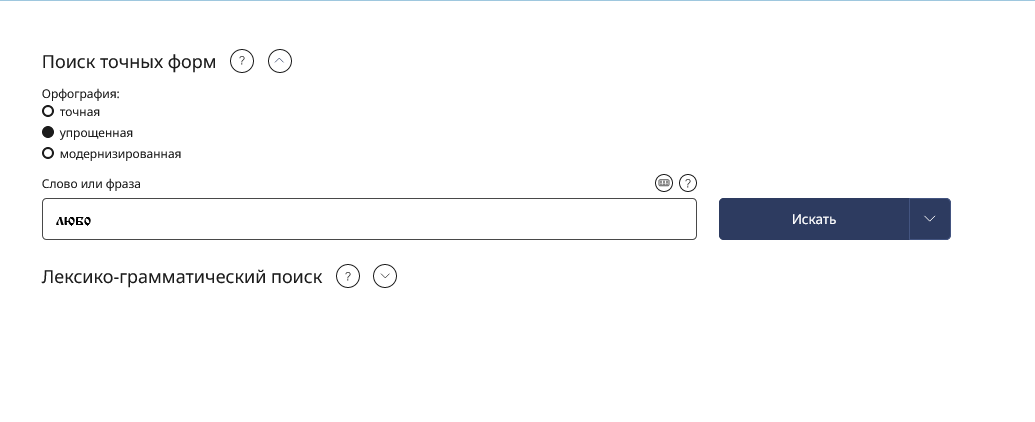 Поиск точных форм ? 
Орфография:
точная
упрощенная
модернизированная
Слово или фраза ?
любо
Искать
Лексико-грамматический поиск ?